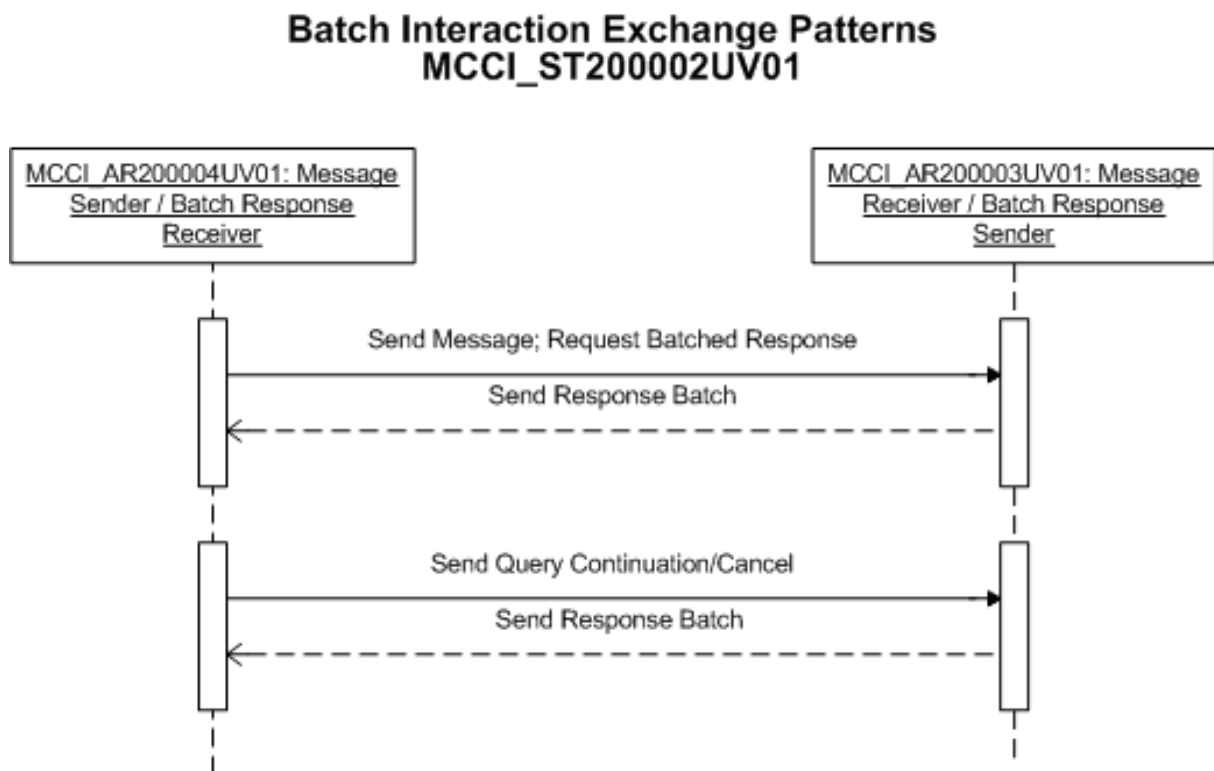 Batch Interaction Exchange Patterns
MCCI_ST200002UV01
MCCI_AR200004UV01: Message
Sender / Batch Response
Receiver
MCCI_AR200003UV01: Message
Receiver / Batch Response
Sender
Send Message; Request Batched Response
Send Response Batch
Send Query Continuation/Cancel
Send Response Batch